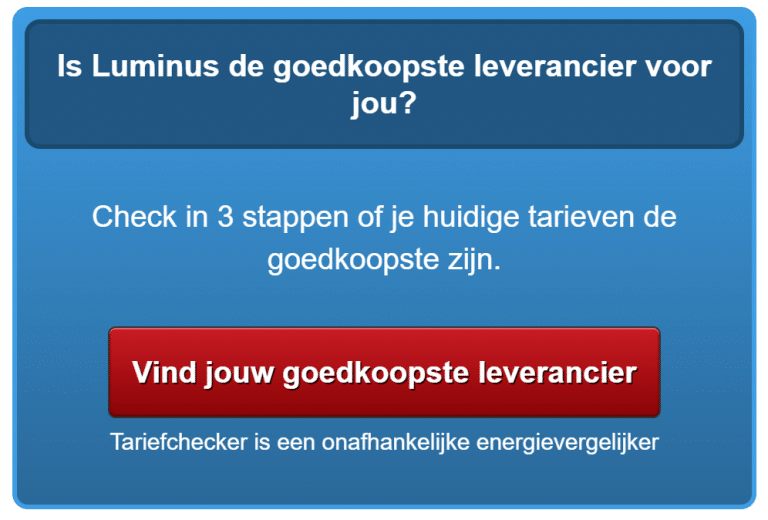 Is Luminus de goedkoopste leverancier voor
jou?
Check in 3 stappen of je huidige tarieven de
goedkoopste zijn.
Vind jouw goedkoopste leverancier
Tariefchecker is een onafhankelijke energievergelijker